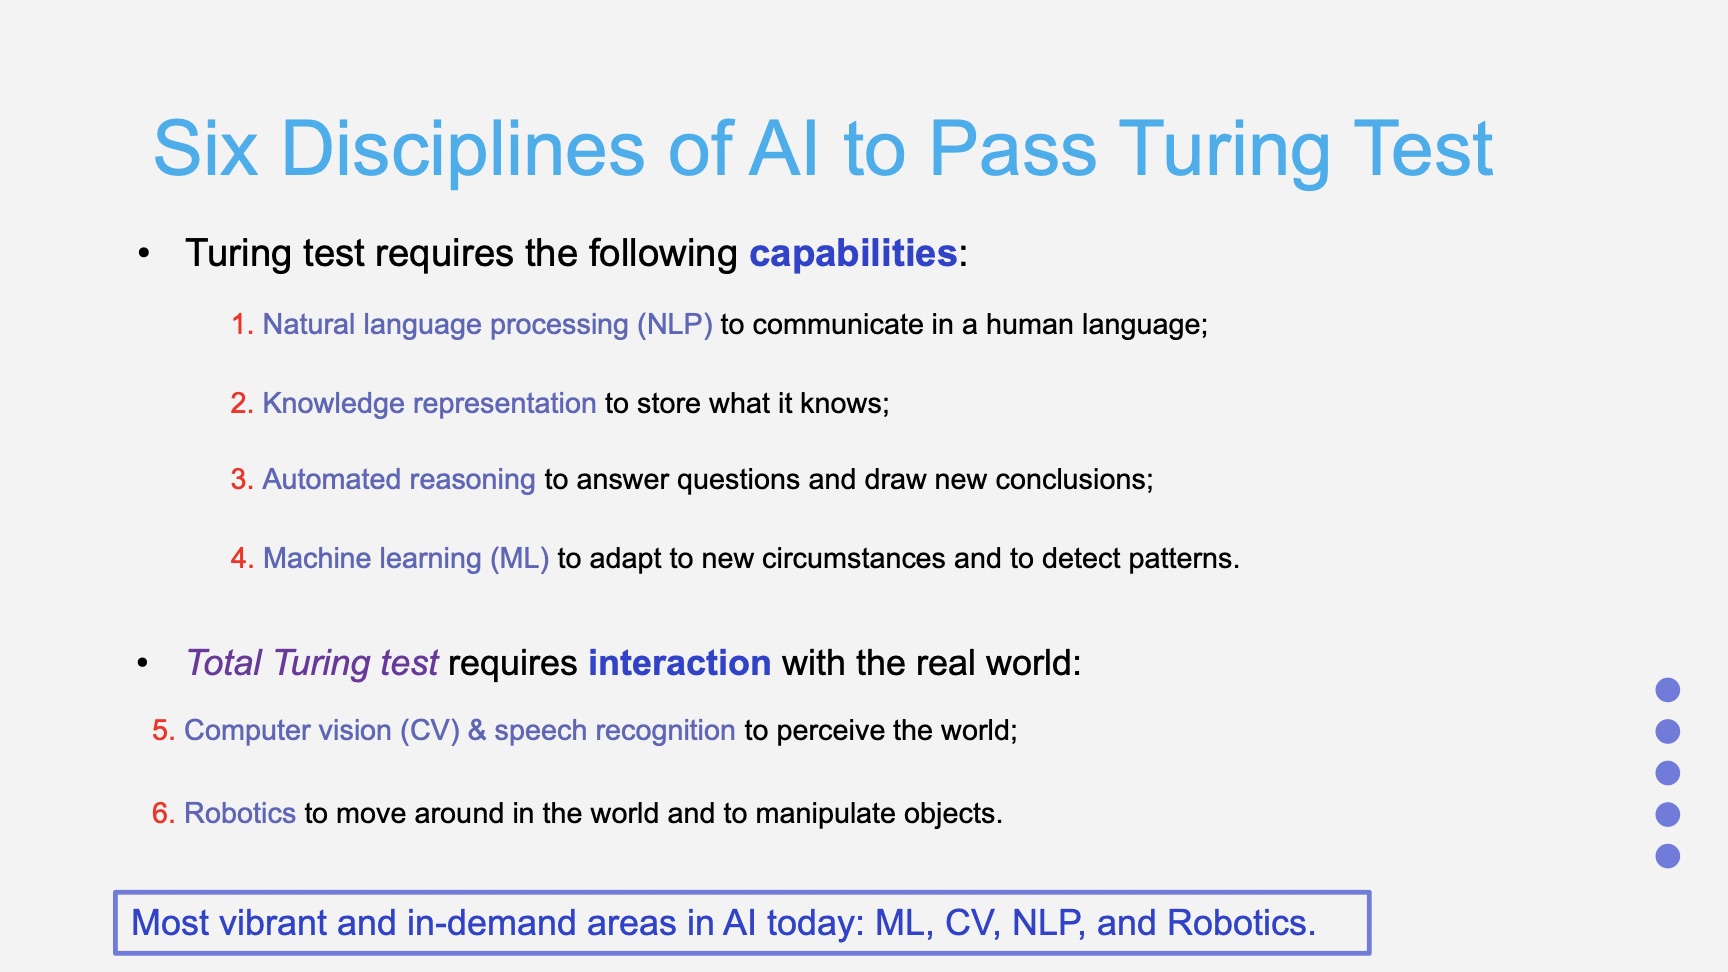 Six Disciplines of AI to Pass Turing Test
• Turing test requires the following capabilities:
1. Natural language processing (NLP) to communicate in a human language;
2. Knowledge representation to store what it knows;
3. Automated reasoning to answer questions and draw new conclusions;
4. Machine learning (ML) to adapt to new circumstances and to detect patterns.
• Total Turing test requires interaction with the real world:
5. Computer vision (CV) & speech recognition to perceive the world;
6. Robotics to move around in the world and to manipulate objects.
Most vibrant and in-demand areas in AI today: ML, CV, NLP, and Robotics.